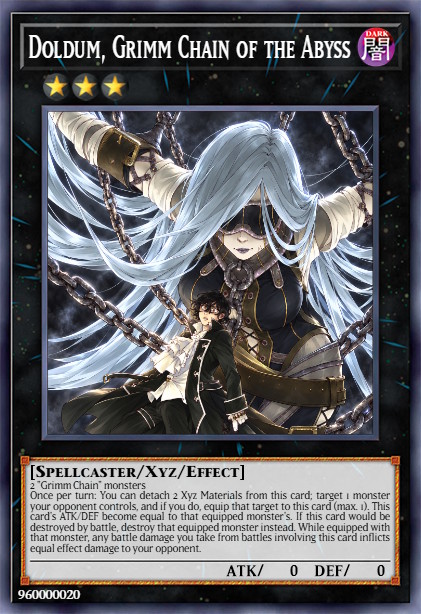 Doldum, Grimm Chain of the Abyss
DARK
闇
[Spellcaster/Xyz/Effect]
2 "Grimm Chain" monsters
Once per turn: You can detach 2 Xyz Materials from this card; target 1 monster
your opponent controls, and if you do, equip that target to this card (max. 1). This
card's ATK/DEF become equal to that equipped monster's. If this card would be
destroyed by battle, destroy that equipped monster instead. While equipped with
that monster, any battle damage you take from battles involving this card inflicts
equal effect damage to your opponent.
ATK/ 0 DEF/ 0
960000020